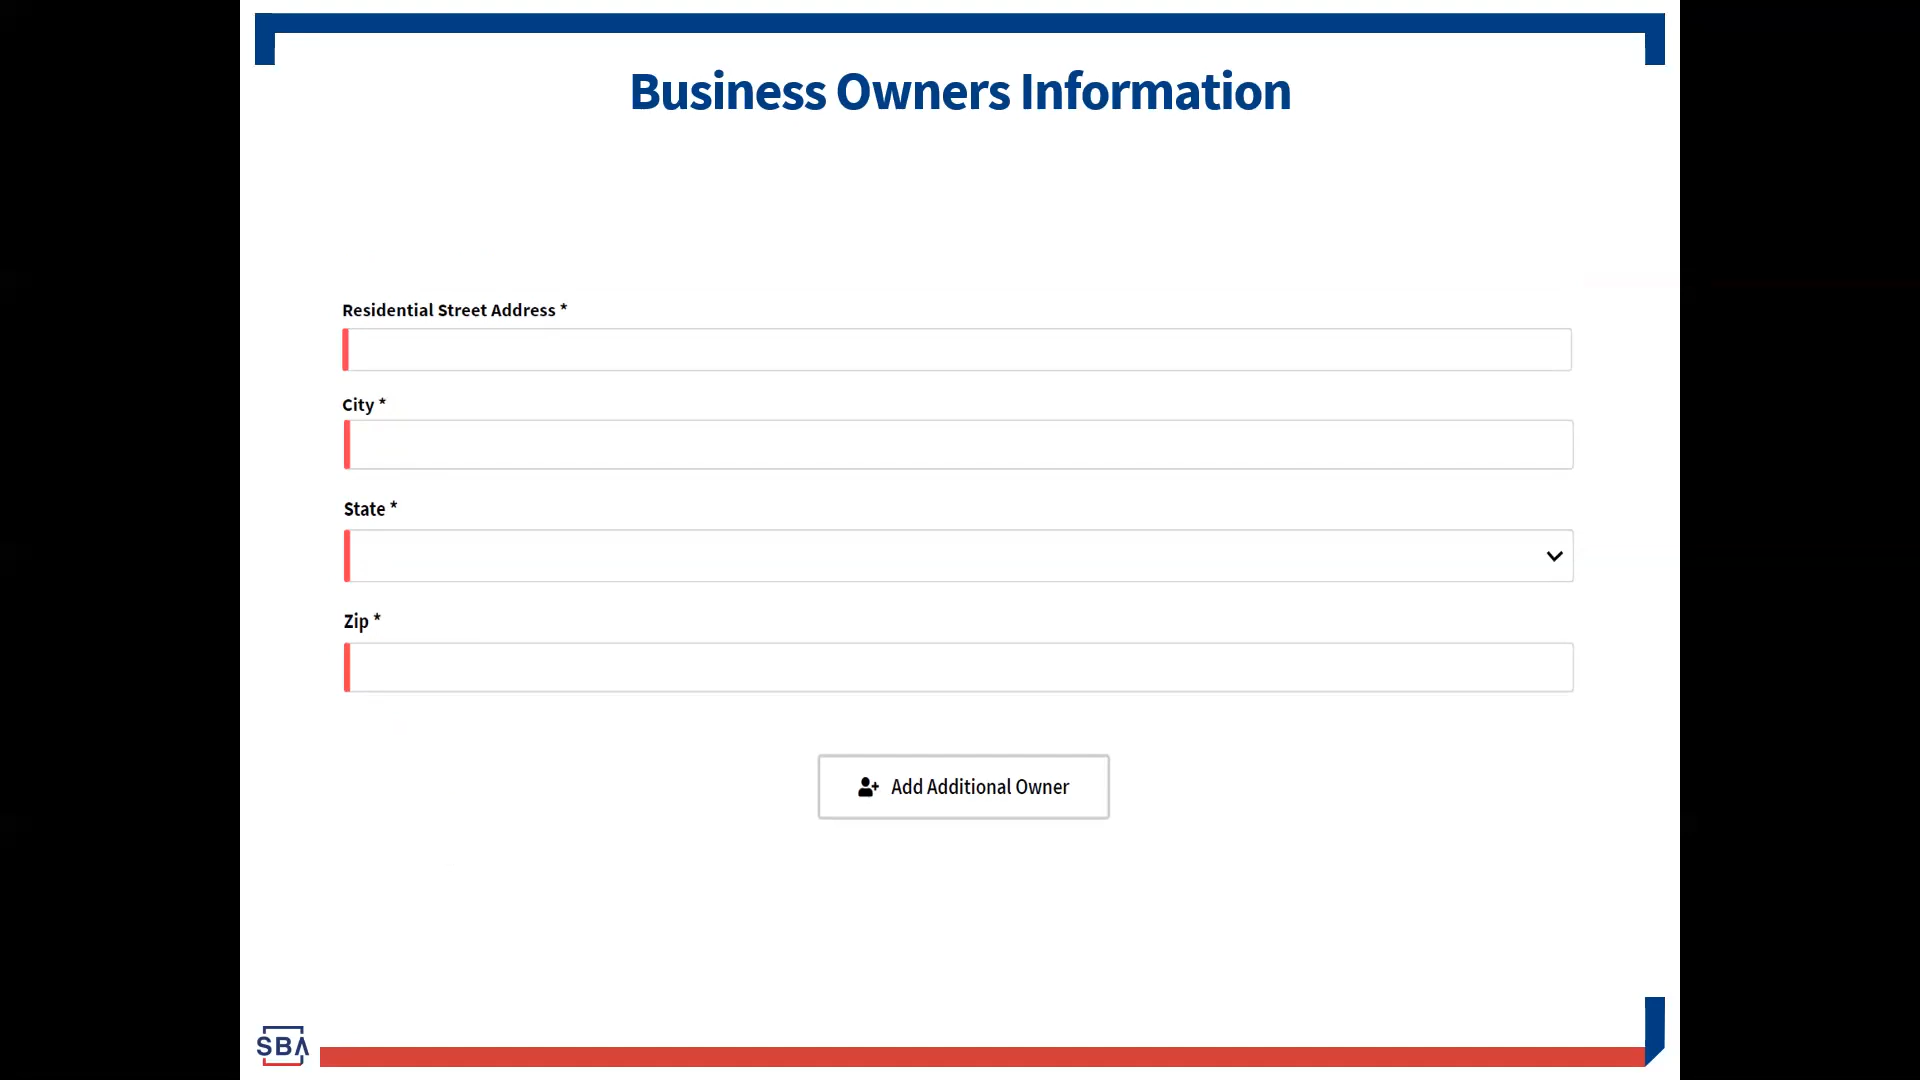 Business Owners Information
Residential Street Address *
City *
State *
Zip *
Add Additional Owner
SBA